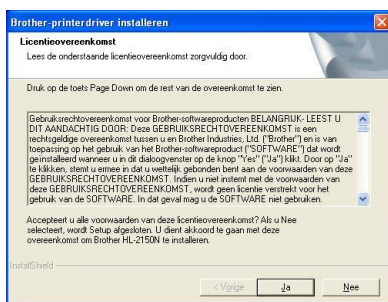 Brother-printerdriver installeren
Licentieovereenkomst
Lees de onderstaande licentieovereenkomst zorgvuldig door.
Druk op de toets Page Down om de rest van de overeenkomst te zien.
Gebruiksrechtovereenkomst voor Brother-softwareproducten BELANGRIJK- LEEST U
DIT AANDACHTIG DOOR: Deze GEBRUIKSRECHTOVEREENKOMST is een
rechtsgeldige overeenkomst tussen u en Brother Industries, Ltd. ("Brother") en is van
toepassing op het gebruik van het Brother-softwareproduct ("SOFTWARE") dat wordt
geïnstalleerd wanneer u in dit dialoogvenster op de knop "Yes" ("Ja") klikt. Door op "Ja"
te klikken, stemt u ermee in dat u wettelijk gebonden bent aan de voorwaarden van deze
GEBRUIKSRECHTOVEREENKOMST. Indien u niet instemt met de voorwaarden van
deze GEBRUIKSRECHTOVEREENKOMST, wordt geen licentie verstrekt voor het
gebruik van de SOFTWARE. In dat geval mag u de SOFTWARE niet gebruiken.
Accepteert u alle voorwaarden van deze licentieovereenkomst? Als u Nee
selecteert, wordt Setup afgesloten. U dient akkoord te gaan met deze
overeenkomst om Brother HL-2150N te installeren.
InstallShield
< Vorige
Ja
Nee